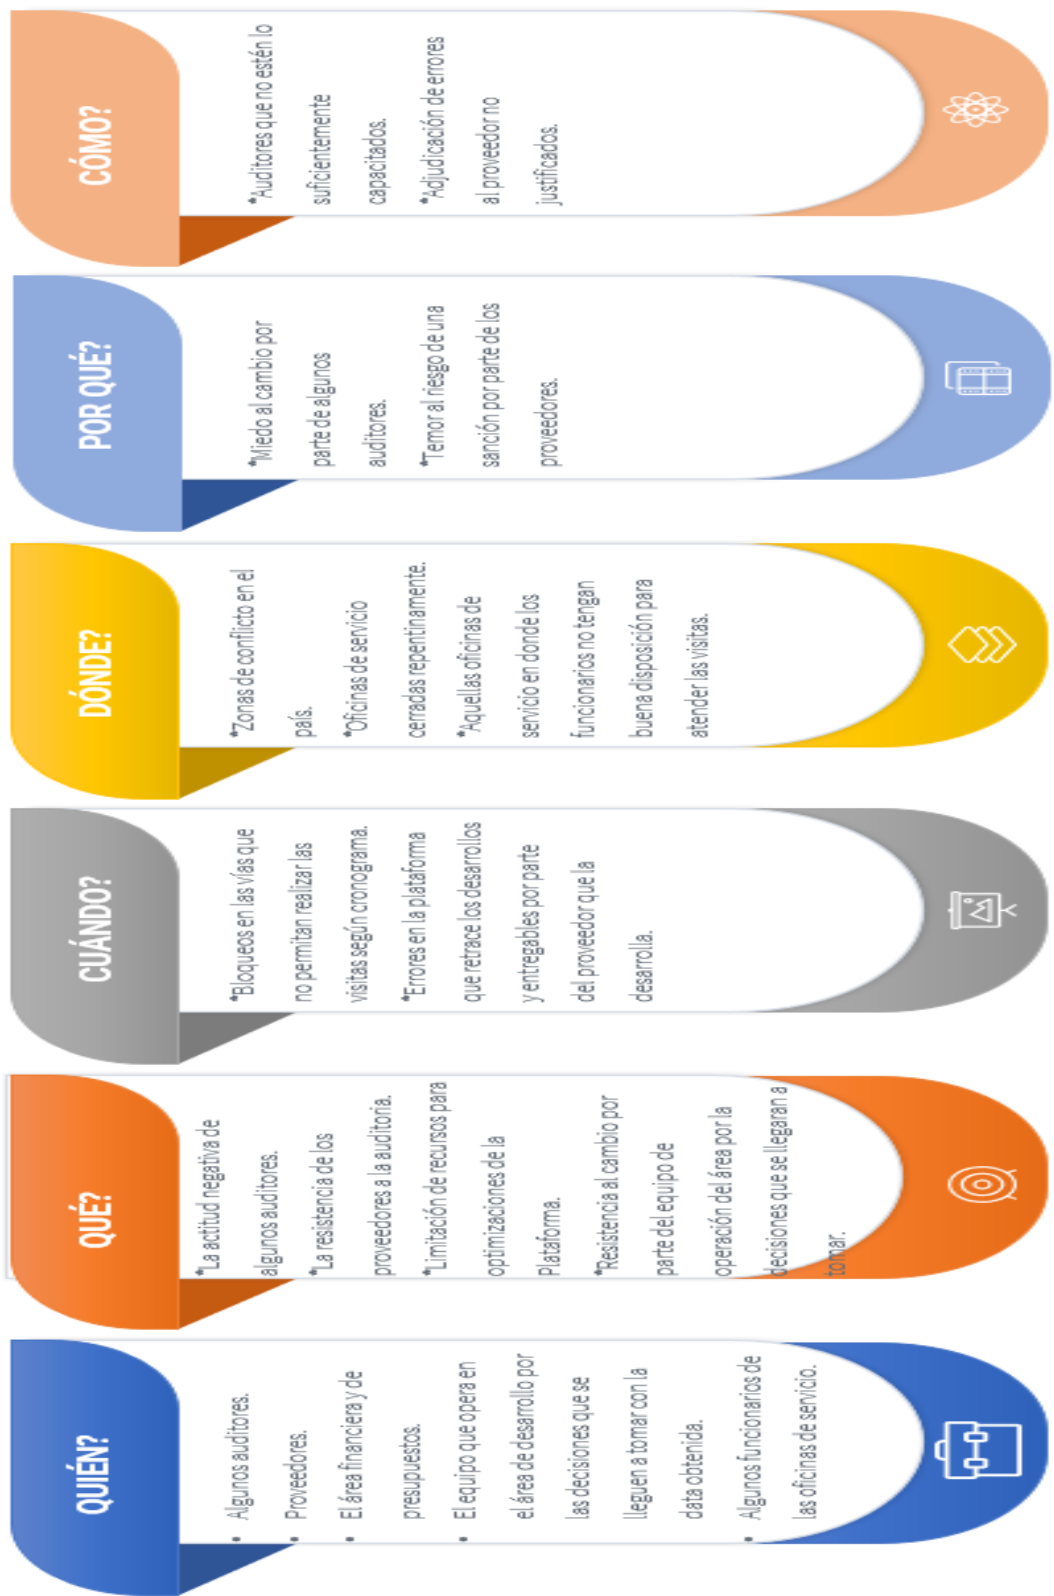 QUIÉN?
• Algunos auditores.
• Proveedores.
• El área financiera y de
presupuestos.
• El equipo que opera en
el área de desarrollo por
las decisiones que se
lleguen a tomar con la
data obtenida.
• Algunos funcionarios de
las oficinas de servicio.
QUÉ?
*La actitud negativa de
algunos auditores.
*La resistencia de los
proveedores a la auditoria.
*Limitación de recursos para
optimizaciones de la
Plataforma.
*Resistencia al cambio por
parte del equipo de
operación del área por la
decisiones que se llegaran a
tomar.
CUÁNDO?
*Bloqueos en las vías que
no permitan realizar las
visitas según cronograma.
*Errores en la plataforma
que retrace los desarrollos
y entregables por parte
del proveedor que la
desarrolla.
DÓNDE?
*Zonas de conflicto en el
país.
*Oficinas de servicio
cerradas repentinamente.
*Aquellas oficinas de
servicio en donde los
funcionarios no tengan
buena disposición para
atender las visitas.
POR QUÉ?
*Miedo al cambio por
parte de algunos
auditores.
*Temor al riesgo de una
sanción por parte de los
proveedores.
CÓMO?
*Auditores que no estén lo
suficientemente
capacitados.
*Adjudicación de errores
al proveedor no
justificados.